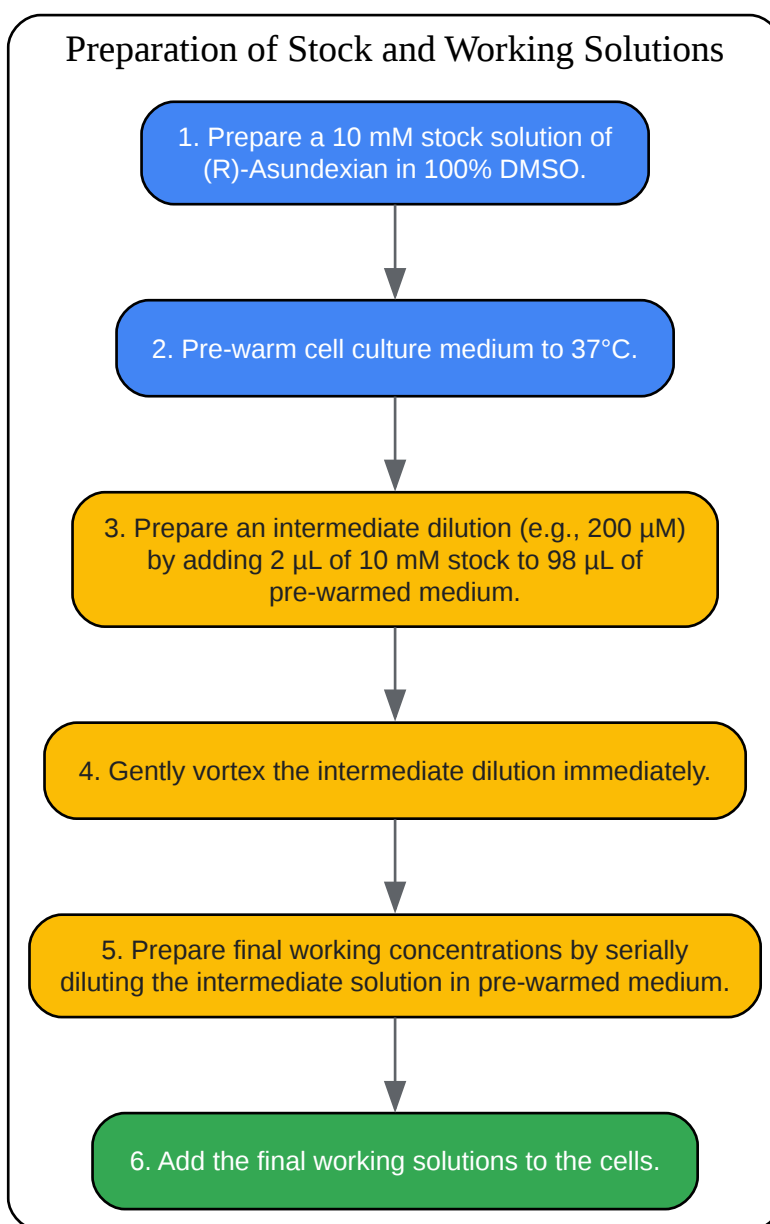 Preparation of Stock and Working Solutions
1. Prepare a 10 mM stock solution of
(R)-Asundexian in 100% DMSO.
2. Pre-warm cell culture medium to 37°C.
3. Prepare an intermediate dilution (e.g., 200 µM)
by adding 2 µL of 10 mM stock to 98 µL of
pre-warmed medium.
4. Gently vortex the intermediate dilution immediately.
5. Prepare final working concentrations by serially
diluting the intermediate solution in pre-warmed medium.
6. Add the final working solutions to the cells.